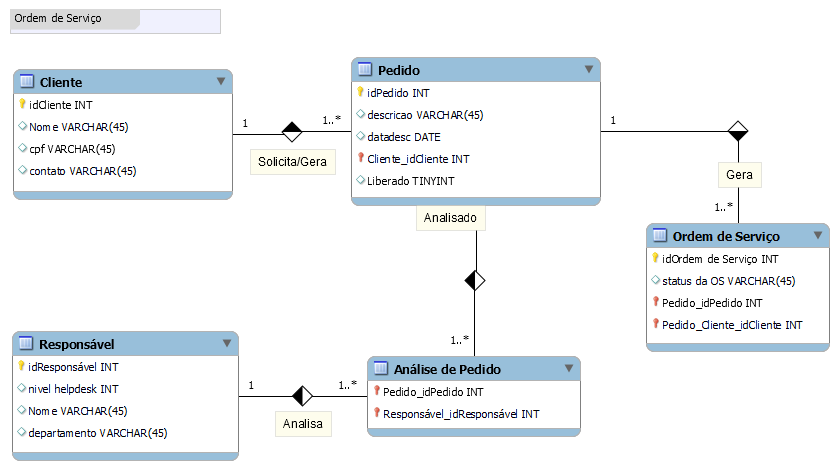 Ordem de Serviço
Cliente
idCliente INT
Nome VARCHAR(45)
cpf VARCHAR(45)
contato VARCHAR(45)
1
1..*
Solicita/Gera
Pedido
idPedido INT
descricao VARCHAR(45)
datadesc DATE
Cliente_idCliente INT
Liberado TINYINT
1
Gera
1..*
Ordem de Serviço
idOrdem de Serviço INT
status da OS VARCHAR(45)
Pedido_idPedido INT
Pedido_Cliente_idCliente INT
Analisado
1..*
Responsável
idResponsável INT
nivel helpdesk INT
Nome VARCHAR(45)
departamento VARCHAR(45)
1
1..*
Analisa
Análise de Pedido
Pedido_idPedido INT
Responsável_idResponsável INT